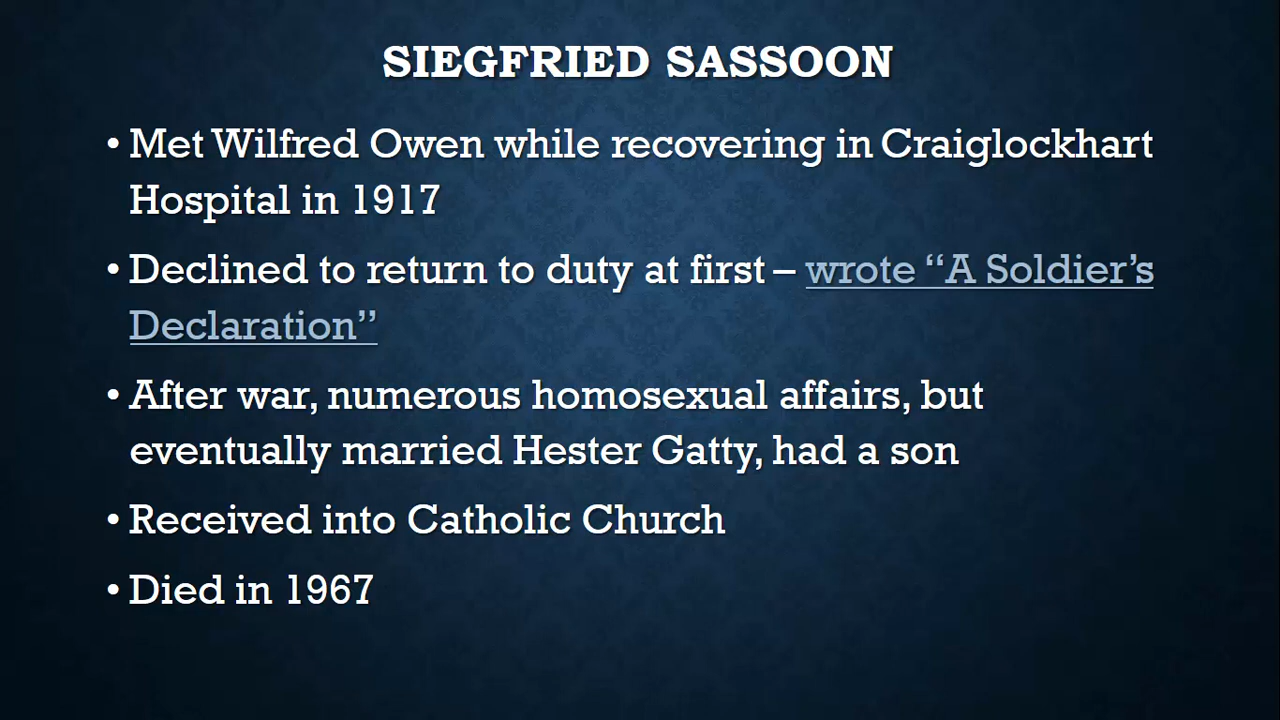 SIEGFRIED SASSOON
• Met Wilfred Owen while recovering in Craiglockhart
Hospital in 1917
• Declined to return to duty at first – wrote “A Soldier’s
Declaration”
• After war, numerous homosexual affairs, but
eventually married Hester Gatty, had a son
• Received into Catholic Church
• Died in 1967